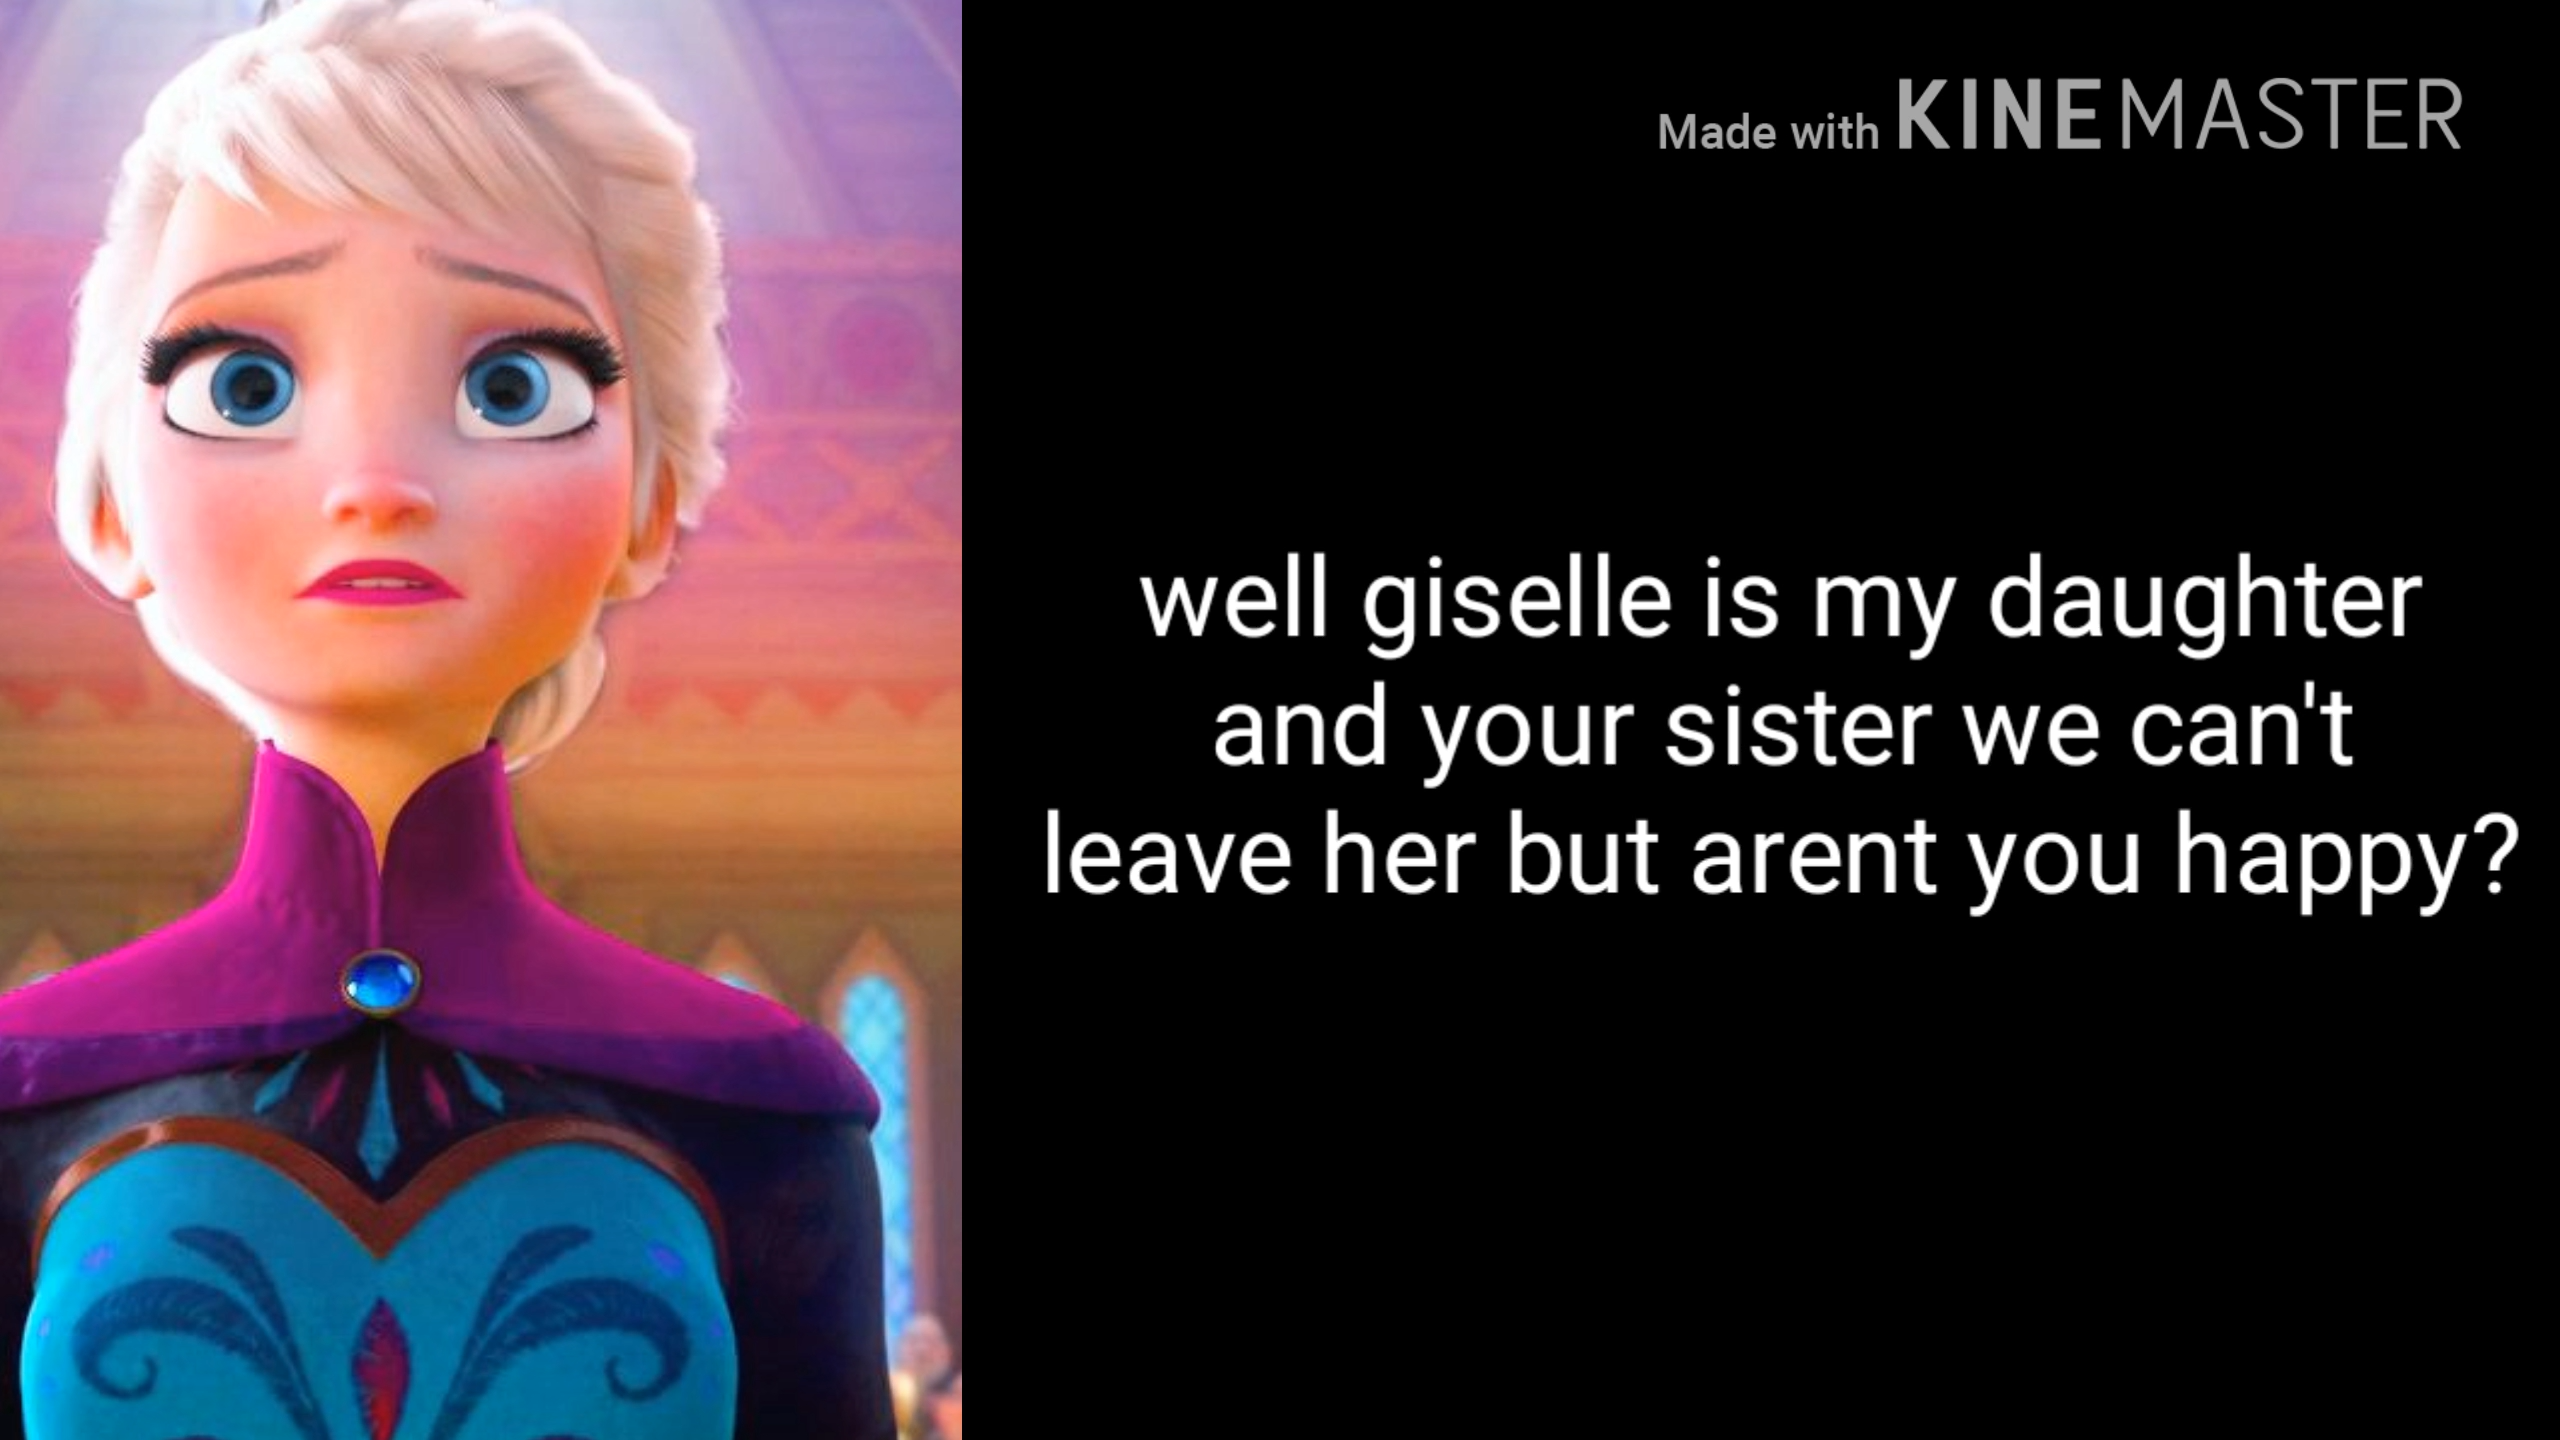 Made with KINEMASTER
well giselle is my daughter
and your sister we can't
leave her but arent you happy?